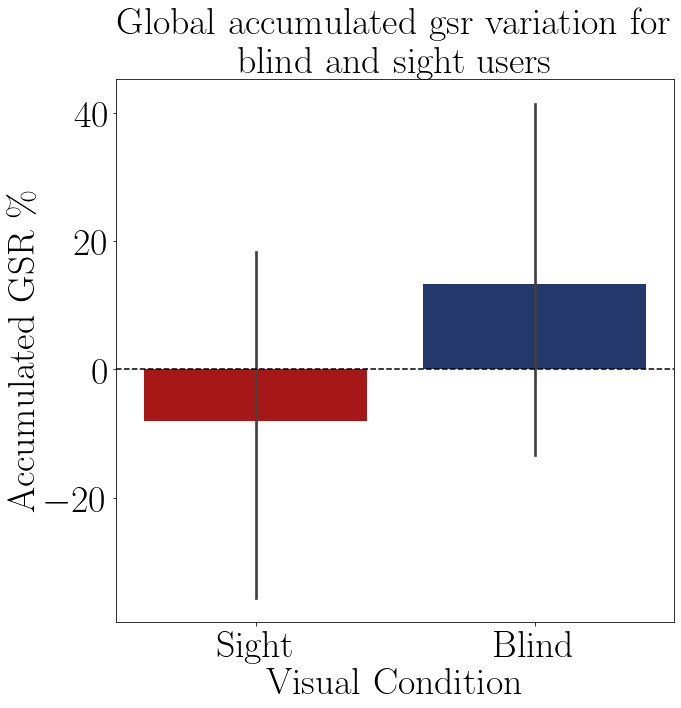 Global accumulated gsr variation for
blind and sight users
Accumulated GSR %
40
20
0
−20
Sight
Blind
Visual Condition